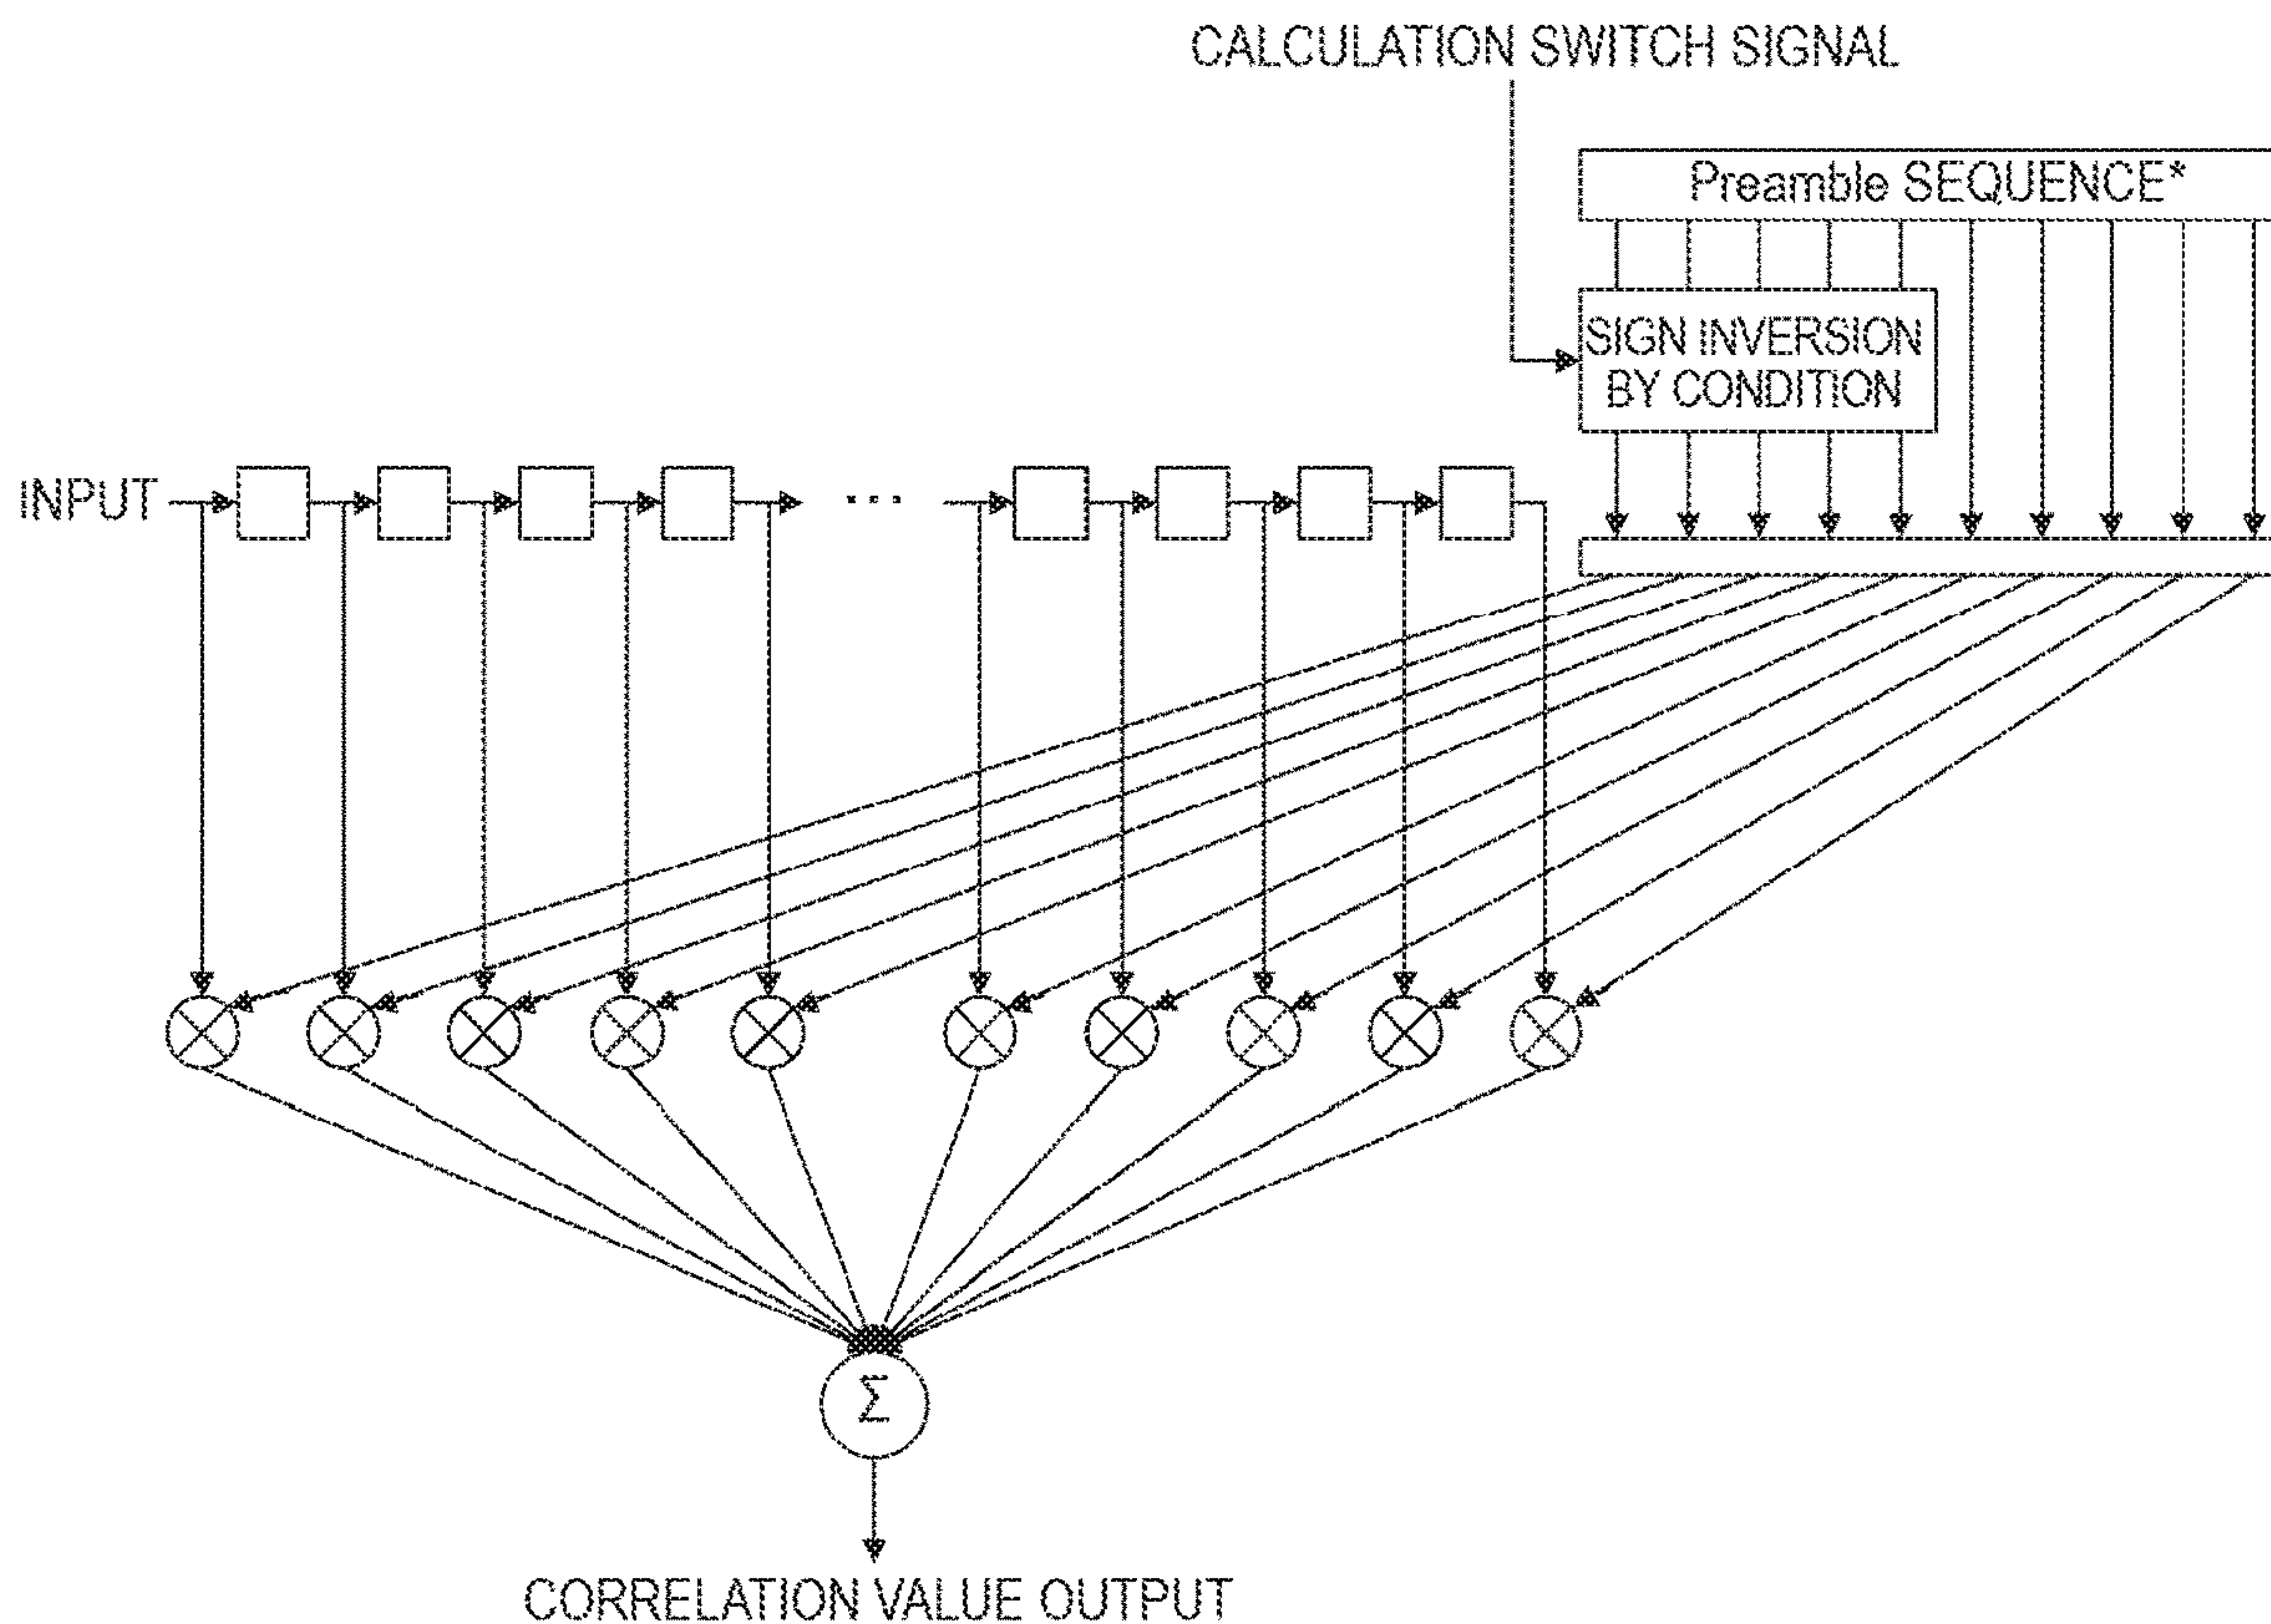 CALCULATION SWITCH SIGNAL
Preamble SEQUENCE*
SIGN INVERSION
BY CONDITION
INPUT
...
Σ
CORRELATION VALUE OUTPUT